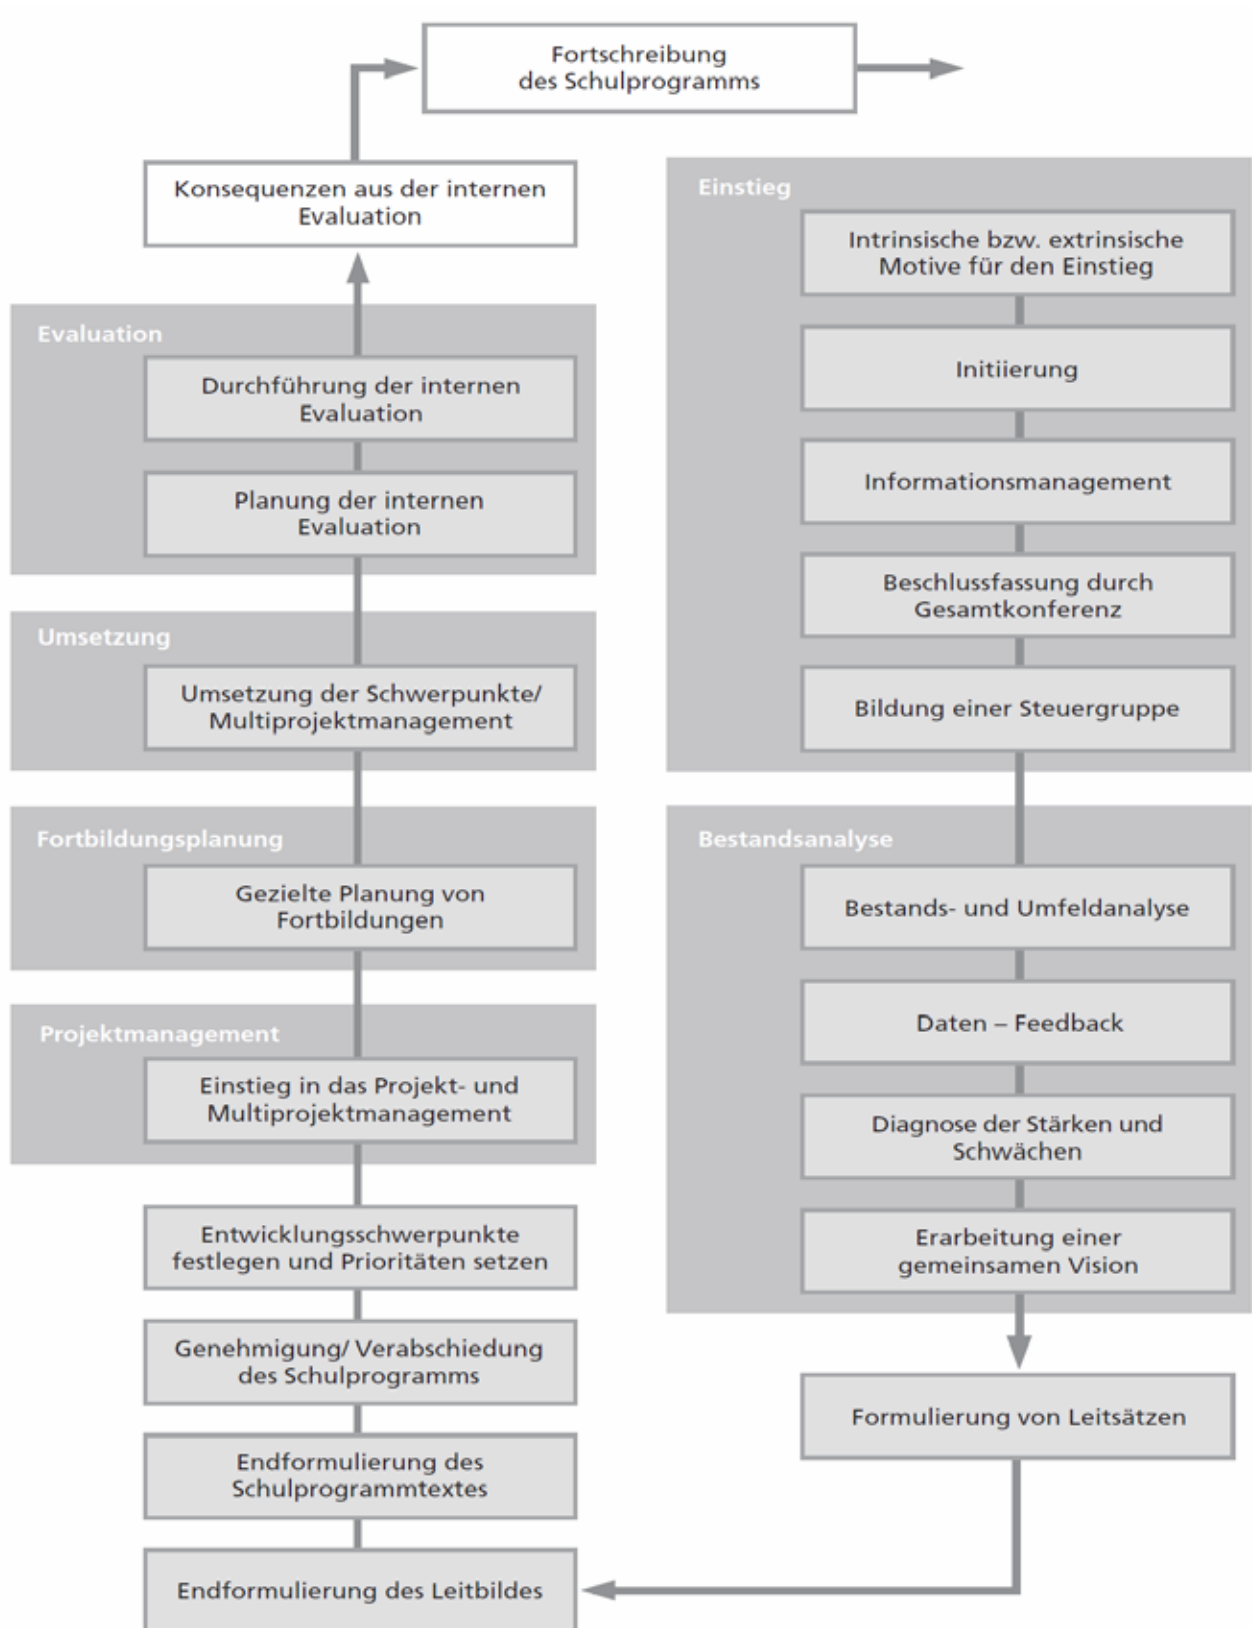 Fortschreibung
des Schulprogramms
Konsequenzen aus der internen
Evaluation
Evaluation
Durchführung der internen
Evaluation
Planung der internen
Evaluation
Umsetzung
Umsetzung der Schwerpunkte/
Multiprojektmanagement
Fortbildungsplanung
Gezielte Planung von
Fortbildungen
Projektmanagement
Einstieg in das Projekt- und
Multiprojektmanagement
Entwicklungsschwerpunkte
festlegen und Prioritäten setzen
Genehmigung/ Verabschiedung
des Schulprogramms
Endformulierung des
Schulprogrammtextes
Endformulierung des Leitbildes
Einstieg
Intrinsische bzw. extrinsische
Motive für den Einstieg
Initiierung
Informationsmanagement
Beschlussfassung durch
Gesamtkonferenz
Bildung einer Steuergruppe
Bestandsanalyse
Bestands- und Umfeldanalyse
Daten – Feedback
Diagnose der Stärken und
Schwächen
Erarbeitung einer
gemeinsamen Vision
Formulierung von Leitsätzen